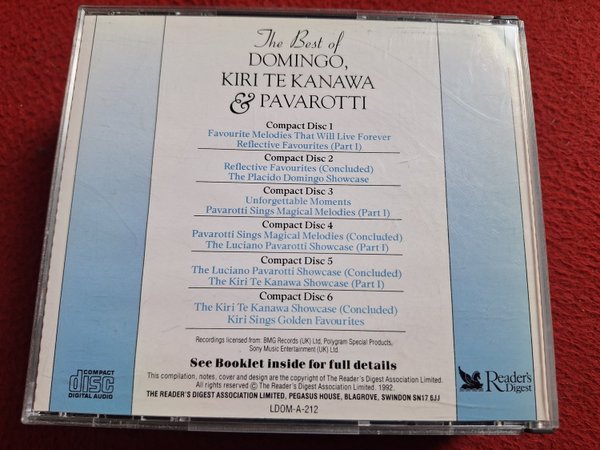 The Best of
DOMINGO,
KIRI TE KANAWA
& PAVAROTTI
Compact Disc 1
Favourite Melodies That Will Live Forever
Reflective Favourites (Part I)
Compact Disc 2
Reflective Favourites (Concluded)
The Placido Domingo Showcase
Compact Disc 3
Unforgettable Moments
Pavarotti Sings Magical Melodies (Part I)
Compact Disc 4
Pavarotti Sings Magical Melodies (Concluded)
The Luciano Pavarotti Showcase (Part I)
Compact Disc 5
The Luciano Pavarotti Showcase (Concluded)
The Kiri Te Kanawa Showcase (Part I)
Compact Disc 6
The Kiri Te Kanawa Showcase (Concluded)
Kiri Sings Golden Favourites
Recordings licensed from: BMG Records (UK) Ltd, Polygram Special Products,
Sony Music Entertainment (UK) Ltd.
See Booklet inside for full details
This compilation, notes, cover and design are the copyright of The Reader's Digest Association Limited.
All rights reserved © The Reader's Digest Association Limited. 1992.
THE READER'S DIGEST ASSOCIATION LIMITED, PEGASUS HOUSE, BLAGROVE, SWINDON SN17 6JJ
LDOM-A-212
COMPACT
disc
DIGITAL AUDIO
Reader's
Digest